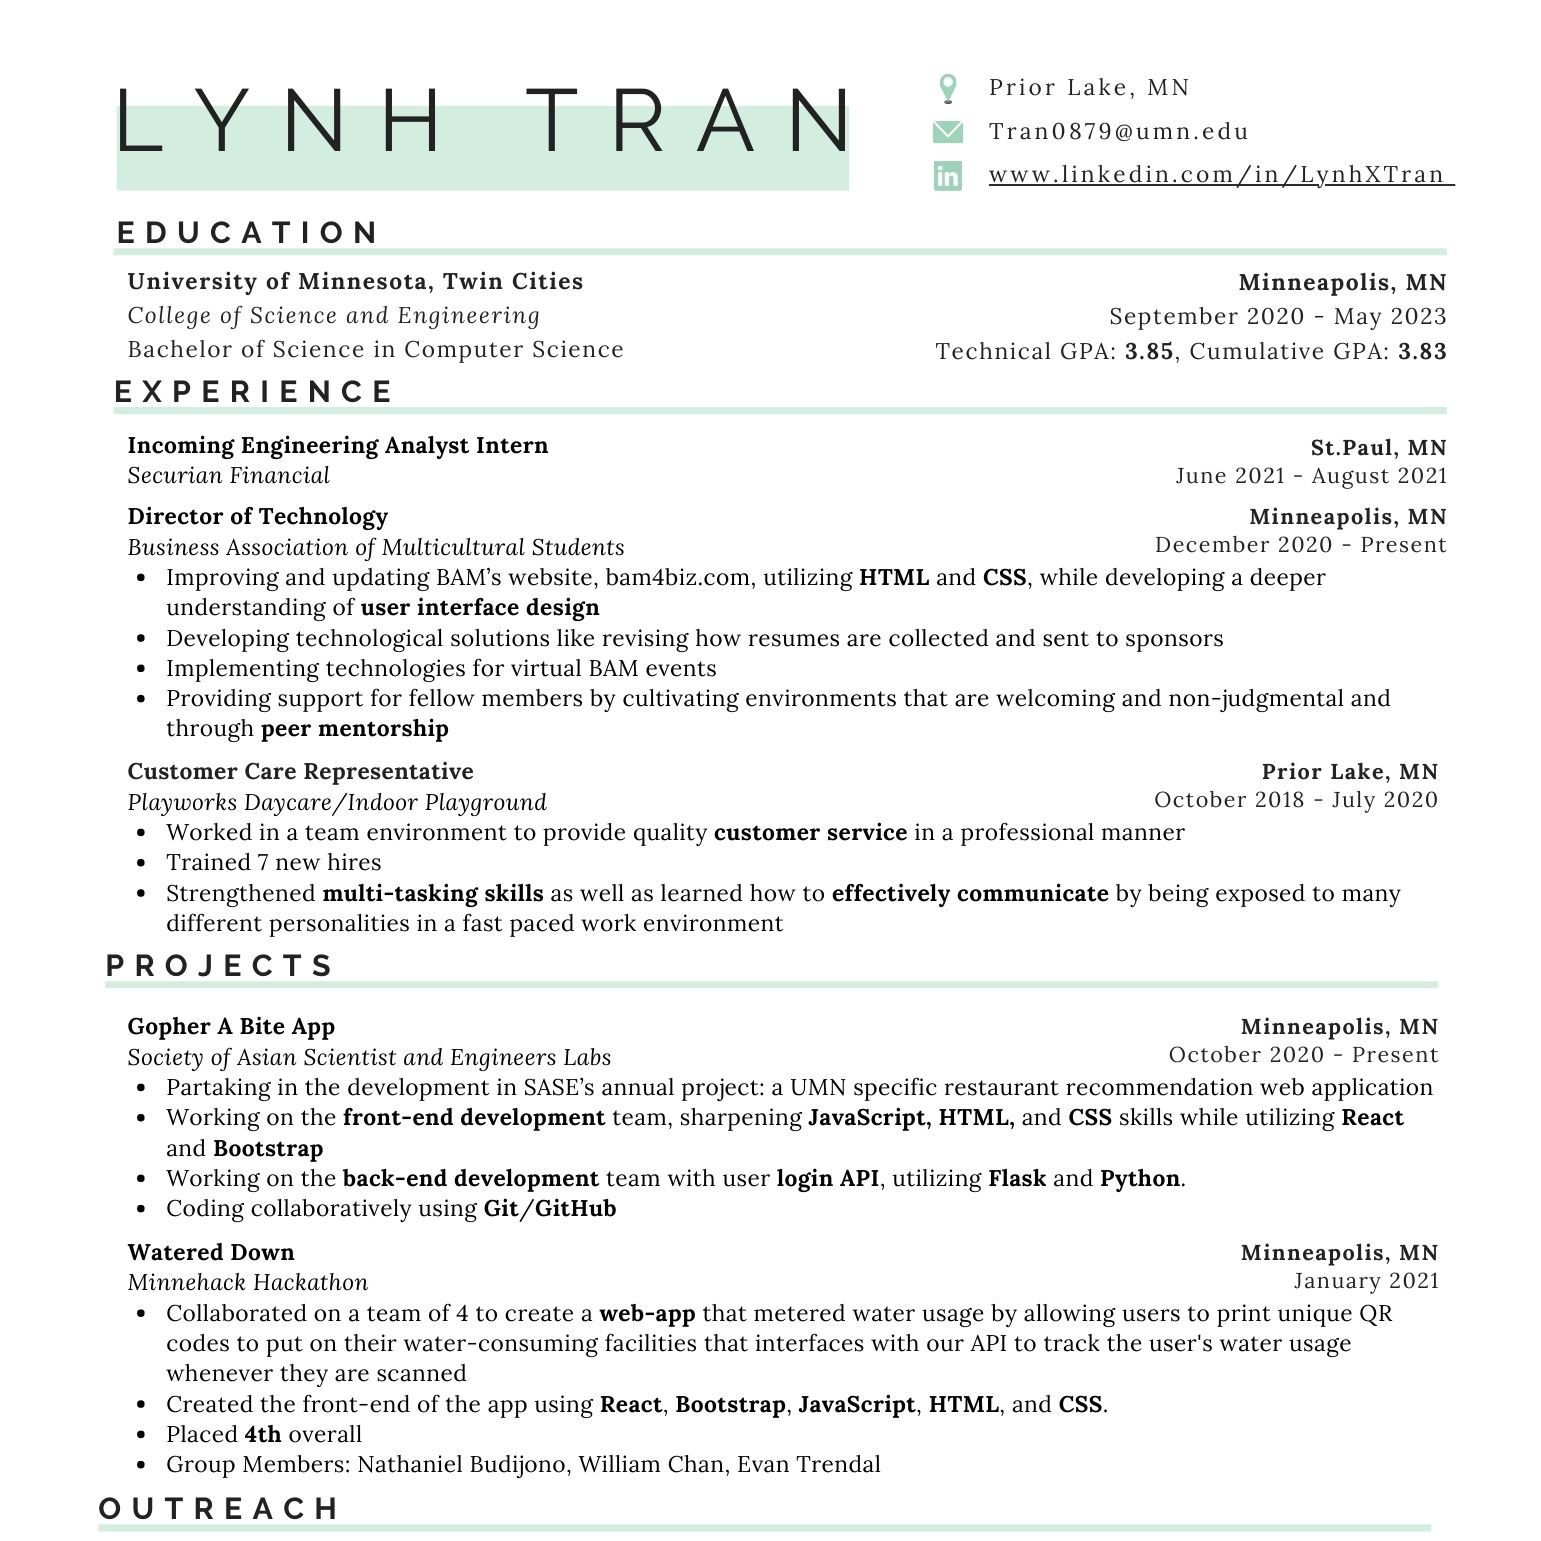 LYNH TRAN
Prior Lake, MN
Tran0879@umn.edu
www.linkedin.com/in/LynhXTran
EDUCATION
University of Minnesota, Twin Cities
Minneapolis, MN
College of Science and Engineering
September 2020 - May 2023
Bachelor of Science in Computer Science
Technical GPA: 3.85, Cumulative GPA: 3.83
EXPERIENCE
Incoming Engineering Analyst Intern
St.Paul, MN
Securian Financial
June 2021 - August 2021
Director of Technology
Minneapolis, MN
Business Association of Multicultural Students
December 2020 - Present
• Improving and updating BAM’s website, bam4biz.com, utilizing HTML and CSS, while developing a deeper
understanding of user interface design
• Developing technological solutions like revising how resumes are collected and sent to sponsors
• Implementing technologies for virtual BAM events
• Providing support for fellow members by cultivating environments that are welcoming and non-judgmental and
through peer mentorship
Customer Care Representative
Prior Lake, MN
Playworks Daycare/Indoor Playground
October 2018 - July 2020
• Worked in a team environment to provide quality customer service in a professional manner
• Trained 7 new hires
• Strengthened multi-tasking skills as well as learned how to effectively communicate by being exposed to many
different personalities in a fast paced work environment
PROJECTS
Gopher A Bite App
Minneapolis, MN
Society of Asian Scientist and Engineers Labs
October 2020 - Present
• Partaking in the development in SASE’s annual project: a UMN specific restaurant recommendation web application
• Working on the front-end development team, sharpening JavaScript, HTML, and CSS skills while utilizing React
and Bootstrap
• Working on the back-end development team with user login API, utilizing Flask and Python.
• Coding collaboratively using Git/GitHub
Watered Down
Minneapolis, MN
Minnehack Hackathon
January 2021
• Collaborated on a team of 4 to create a web-app that metered water usage by allowing users to print unique QR
codes to put on their water-consuming facilities that interfaces with our API to track the user's water usage
whenever they are scanned
• Created the front-end of the app using React, Bootstrap, JavaScript, HTML, and CSS.
• Placed 4th overall
• Group Members: Nathaniel Budijono, William Chan, Evan Trendal
OUTREACH